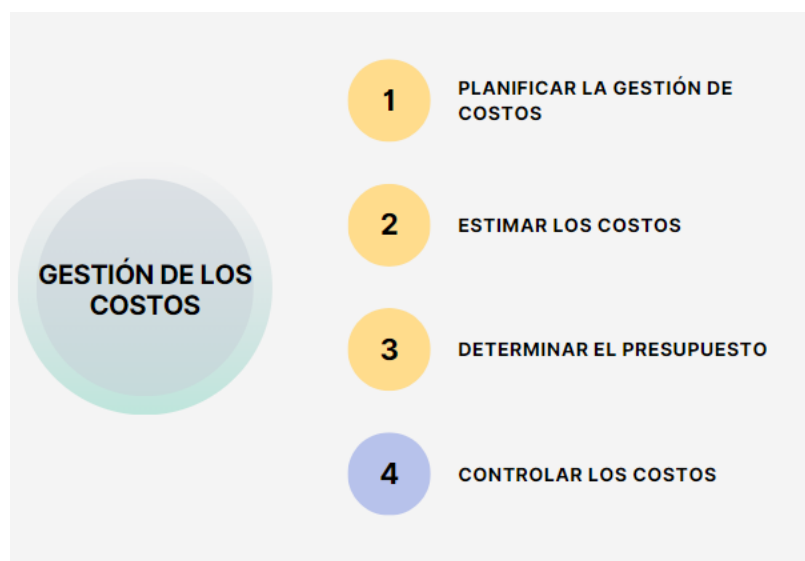 GESTIÓN DE LOS
COSTOS
1
PLANIFICAR LA GESTIÓN DE
COSTOS
2
ESTIMAR LOS COSTOS
3
DETERMINAR EL PRESUPUESTO
4
CONTROLAR LOS COSTOS